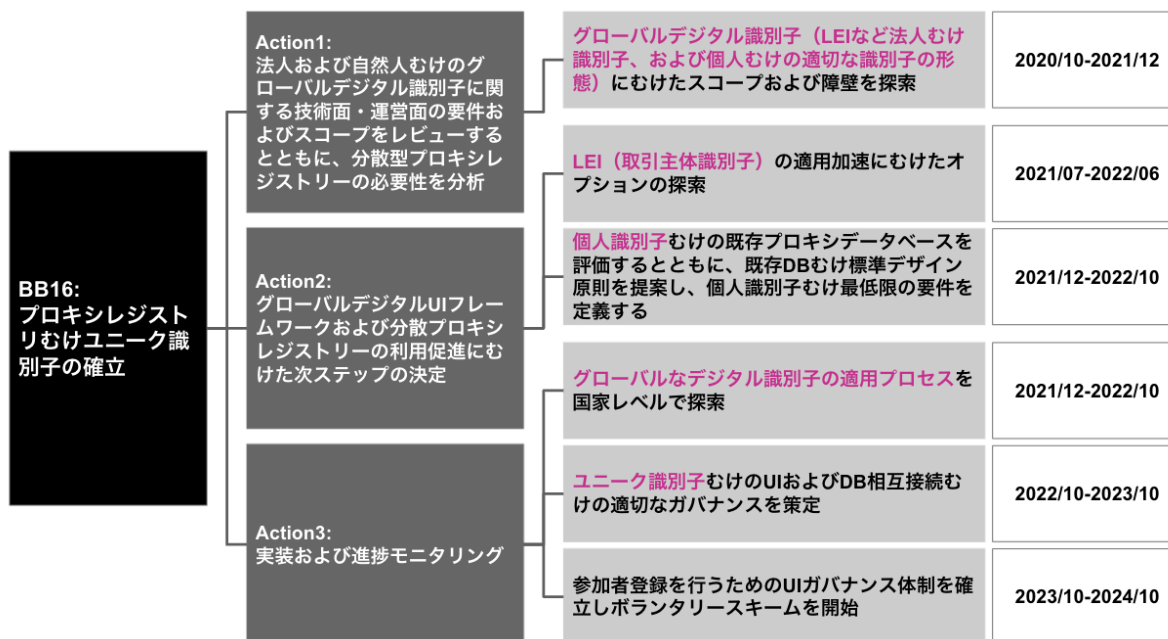 BB16:
プロキシレジスト
リむけユニーク識
別子の確立
Action1:
法人および自然人むけのグ
ローバルデジタル識別子に関
する技術面・運営面の要件お
よびスコープをレビューする
とともに、分散型プロキシレ
ジストリーの必要性を分析
グローバルデジタル識別子（LEIなど法人むけ
識別子、および個人むけの適切な識別子の形
態）にむけたスコープおよび障壁を探索
2020/10-2021/12
Action2:
グローバルデジタルUIフレー
ムワークおよび分散プロキシ
レジストリーの利用促進にむ
けた次ステップの決定
LEI（取引主体識別子）の適用加速にむけたオ
プションの探索
2021/07-2022/06
個人識別子むけの既存プロキシデータベースを
評価するとともに、既存DBむけ標準デザイン
原則を提案し、個人識別子むけ最低限の要件を
定義する
2021/12-2022/10
Action3:
実装および進捗モニタリング
グローバルなデジタル識別子の適用プロセスを
国家レベルで探索
2021/12-2022/10
ユニーク識別子むけのUIおよびDB相互接続む
けの適切なガバナンスを策定
2022/10-2023/10
参加者登録を行うためのUIガバナンス体制を確
立しボランタリースキームを開始
2023/10-2024/10